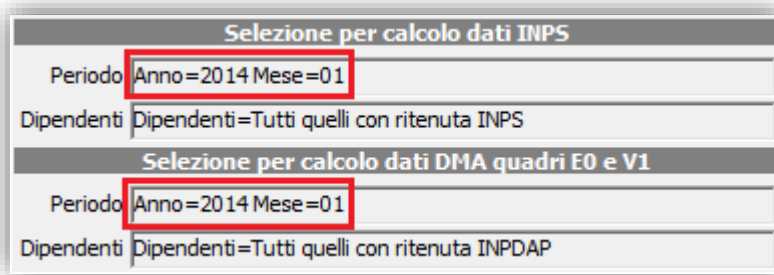 Selezione per calcolo dati INPS
Periodo Anno=2014 Mese=01
Dipendenti Dipendenti=Tutti quelli con ritenuta INPS
Selezione per calcolo dati DMA quadri E0 e V1
Periodo Anno=2014 Mese=01
Dipendenti Dipendenti=Tutti quelli con ritenuta INPDAP